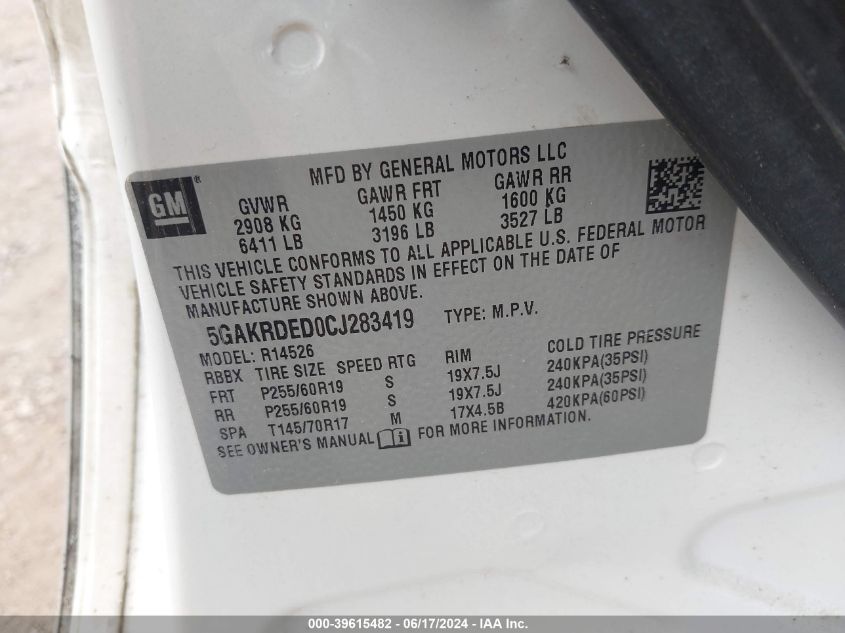 GM ®
MFD BY GENERAL MOTORS LLC
GVWR GAWR FRT GAWR RR
2908 KG 1450 KG 1600 KG
6411 LB 3196 LB 3527 LB
THIS VEHICLE CONFORMS TO ALL APPLICABLE U.S. FEDERAL MOTOR
VEHICLE SAFETY STANDARDS IN EFFECT ON THE DATE OF
MANUFACTURE SHOWN ABOVE.
5GAKRDED0CJ283419 TYPE: M.P.V.
MODEL: R14526
RBBX TIRE SIZE SPEED RTG RIM COLD TIRE PRESSURE
FRT P255/60R19 S 19X7.5J 240KPA(35PSI)
RR P255/60R19 S 19X7.5J 240KPA(35PSI)
SPA T145/70R17 M 17X4.5B 420KPA(60PSI)
SEE OWNER'S MANUAL i FOR MORE INFORMATION.
000-39615482 - 06/17/2024 - IAA Inc.